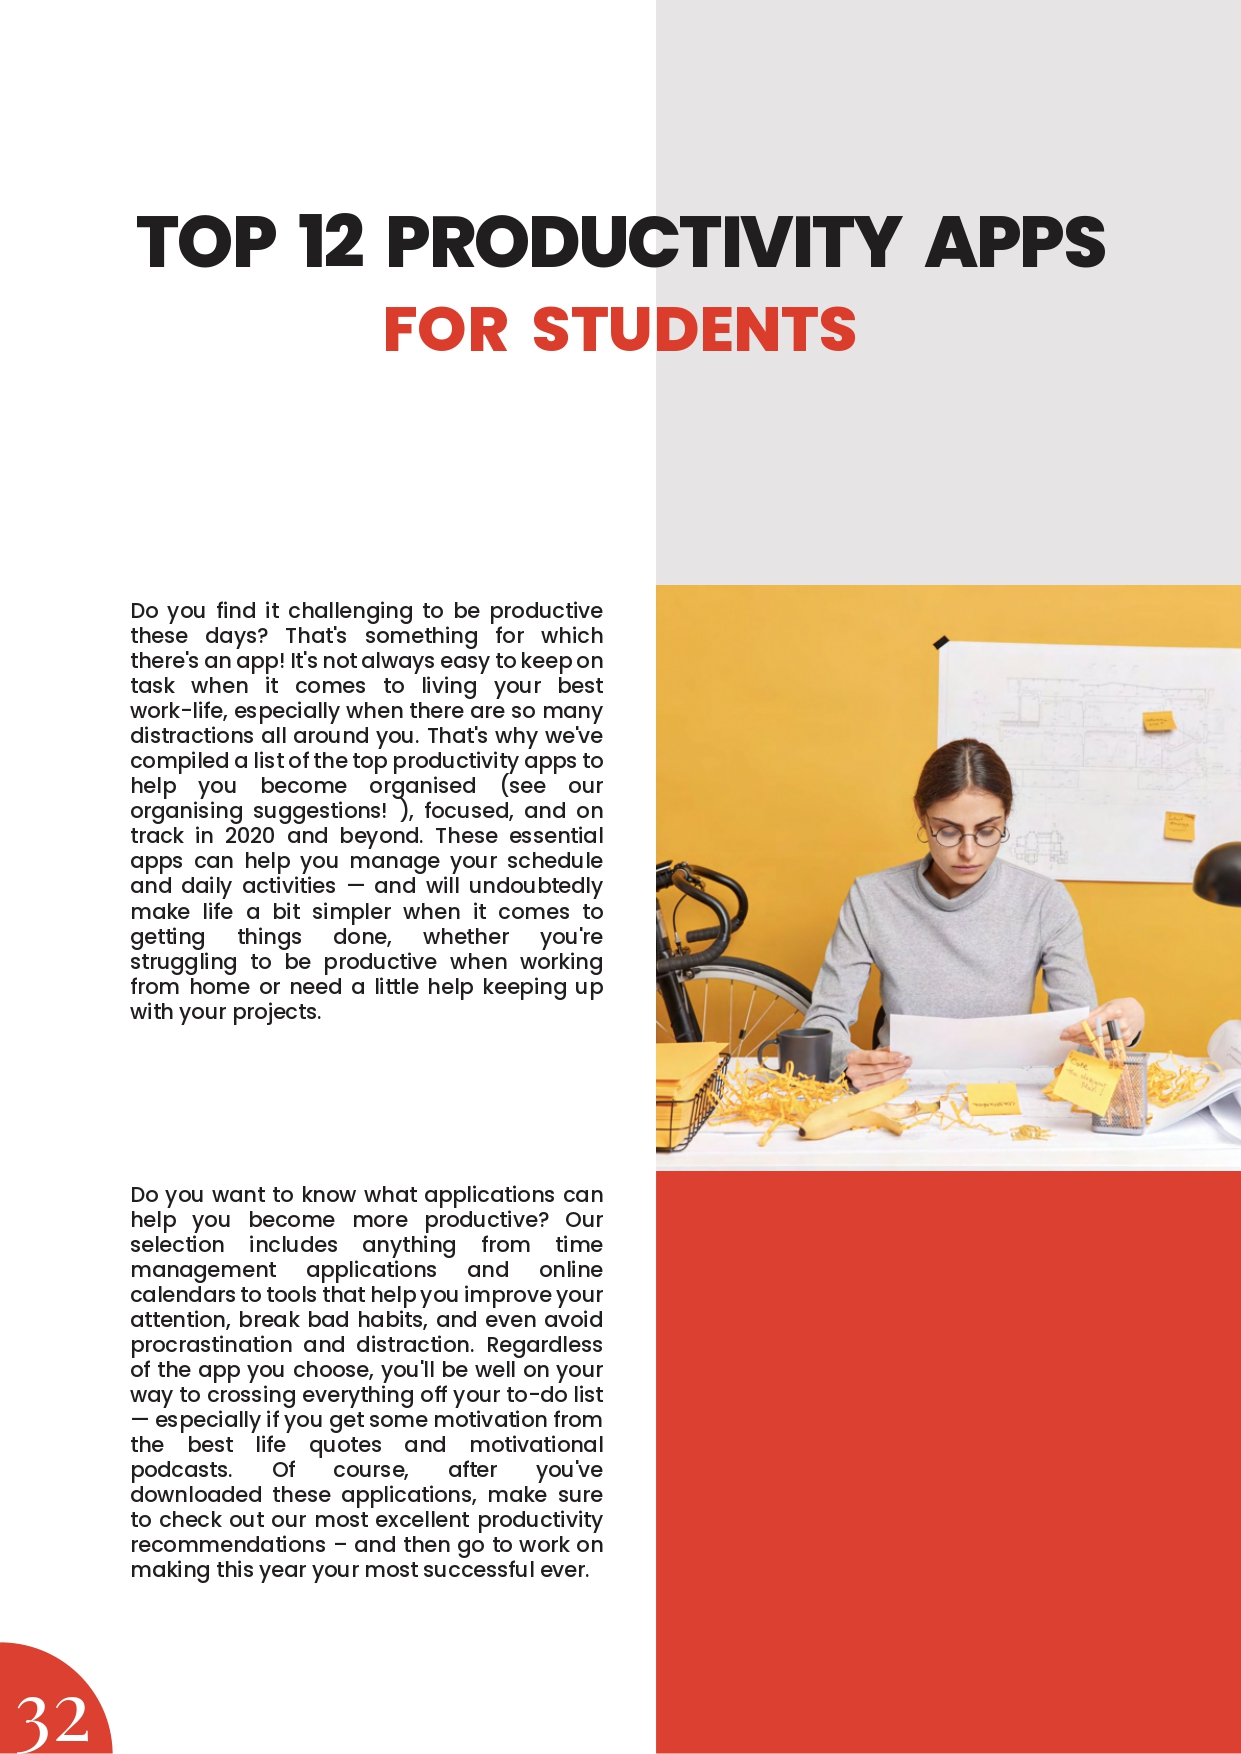 TOP 12 PRODUCTIVITY APPS
FOR STUDENTS
Do you find it challenging to be productive
these days? That's something for which
there's an app! It's not always easy to keep on
task when it comes to living your best
work-life, especially when there are so many
distractions all around you. That's why we've
compiled a list of the top productivity apps to
help you become organised (see our
organising suggestions! ), focused, and on
track in 2020 and beyond. These essential
apps can help you manage your schedule
and daily activities — and will undoubtedly
make life a bit simpler when it comes to
getting things done, whether you're
struggling to be productive when working
from home or need a little help keeping up
with your projects.
Do you want to know what applications can
help you become more productive? Our
selection includes anything from time
management applications and online
calendars to tools that help you improve your
attention, break bad habits, and even avoid
procrastination and distraction. Regardless
of the app you choose, you'll be well on your
way to crossing everything off your to-do list
— especially if you get some motivation from
the best life quotes and motivational
podcasts. Of course, after you've
downloaded these applications, make sure
to check out our most excellent productivity
recommendations – and then go to work on
making this year your most successful ever.
32